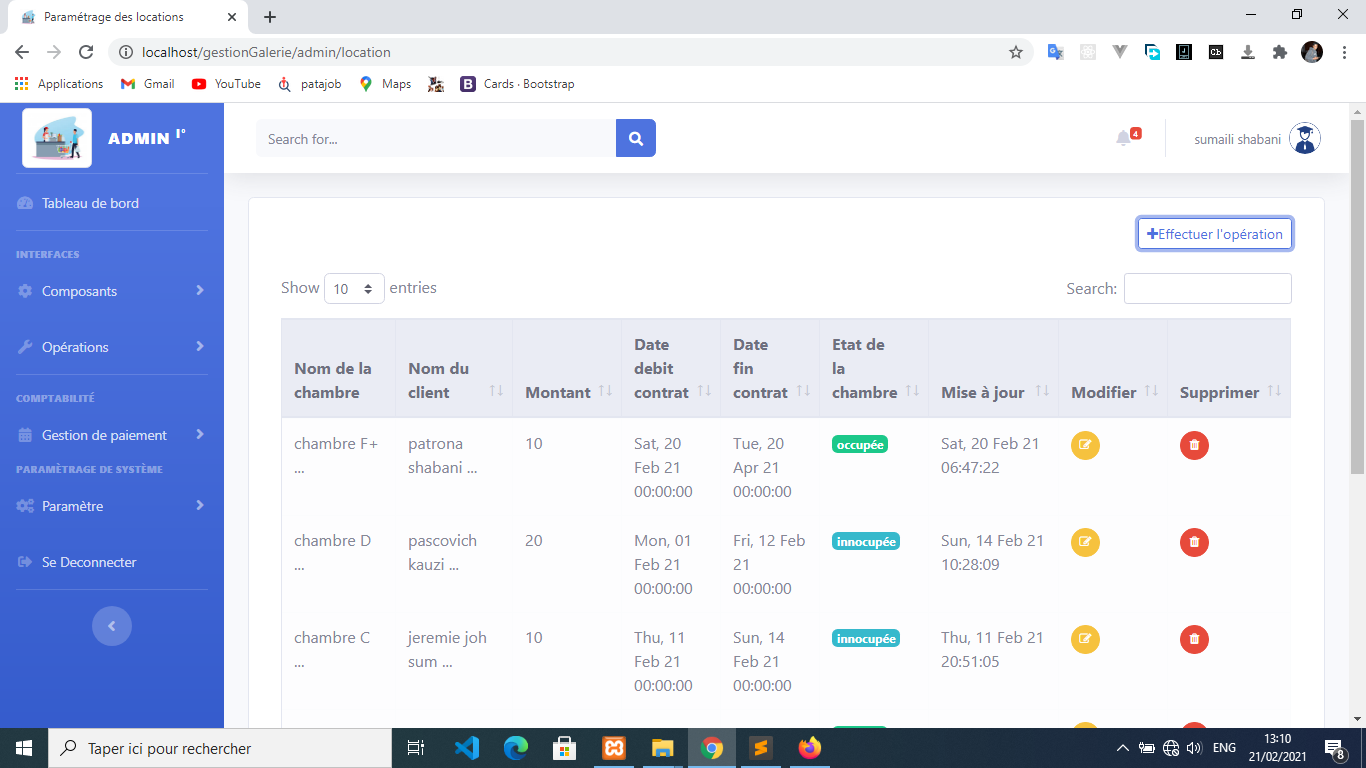 Paramétrage des locations
localhost/gestionGalerie/admin/location
Applications Gmail YouTube patajob Maps Cards · Bootstrap
ADMIN 1°
Search for...
4
sumaili shabani
Tableau de bord
INTERFACES
Composants
Opérations
COMPTABILITÉ
Gestion de paiement
PARAMÈTRAGE DE SYSTÈME
Paramètre
Se Deconnecter
Effectuer l'opération
Show 10 entries
Search:
Nom de la chambre
Nom du client
Montant
Date debit contrat
Date fin contrat
Etat de la chambre
Mise à jour
Modifier
Supprimer
chambre F+ ...
patrona shabani ...
10
Sat, 20 Feb 21 00:00:00
Tue, 20 Apr 21 00:00:00
occupée
Sat, 20 Feb 21 06:47:22
chambre D ...
pascovich kauzi ...
20
Mon, 01 Feb 21 00:00:00
Fri, 12 Feb 21 00:00:00
innocupée
Sun, 14 Feb 21 10:28:09
chambre C ...
jeremie joh sum ...
10
Thu, 11 Feb 21 00:00:00
Sun, 14 Feb 21 00:00:00
innocupée
Thu, 11 Feb 21 20:51:05
Taper ici pour rechercher
ENG
13:10
21/02/2021
8